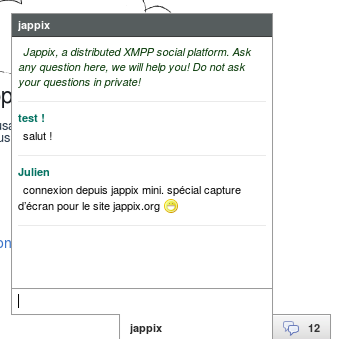 jappix
Jappix, a distributed XMPP social platform. Ask
any question here, we will help you! Do not ask
your questions in private!
test !
salut !
Julien
connexion depuis jappix mini. spécial capture
d'écran pour le site jappix.org
jappix
12